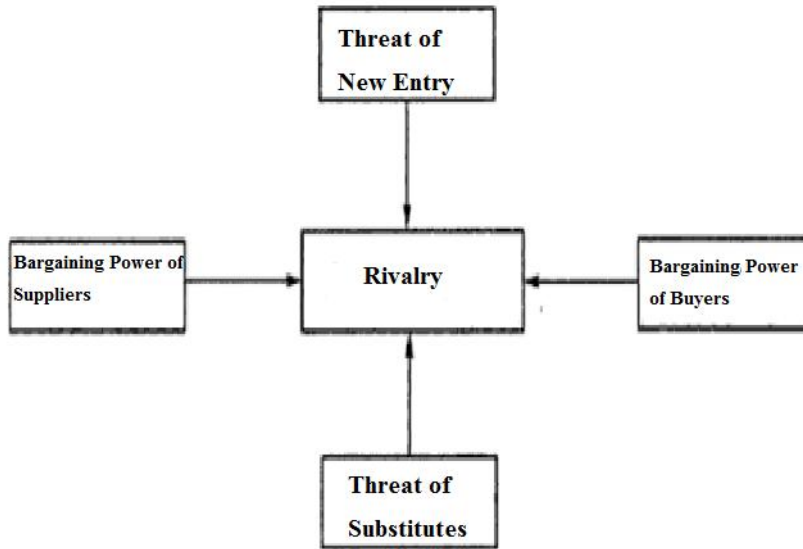 Threat of
New Entry
Bargaining Power of
Suppliers
Rivalry
Bargaining Power
of Buyers
Threat of
Substitutes